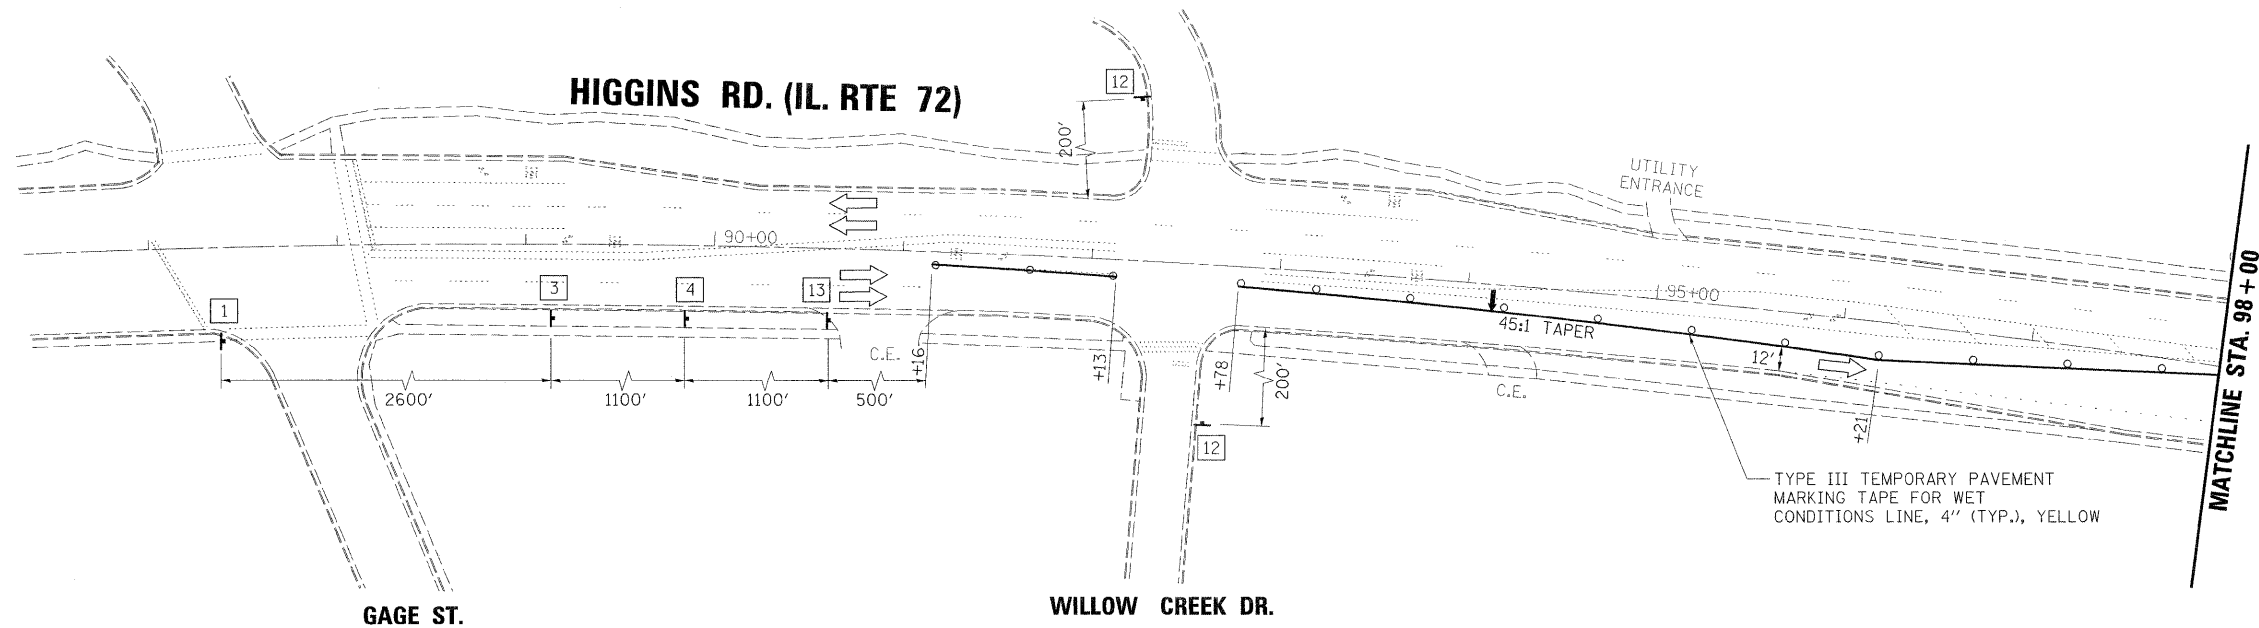 HIGGINS RD. (IL. RTE 72)
12
200'
UTILITY
ENTRANCE
90+00
95+00
1
3
4
13
45:1 TAPER
12'
C.E.
+16
+13
+78
200'
C.E.
+21
2600'
1100'
1100'
500'
12
TYPE III TEMPORARY PAVEMENT
MARKING TAPE FOR WET
CONDITIONS LINE, 4" (TYP.), YELLOW
MATCHLINE STA. 98+00
GAGE ST.
WILLOW CREEK DR.